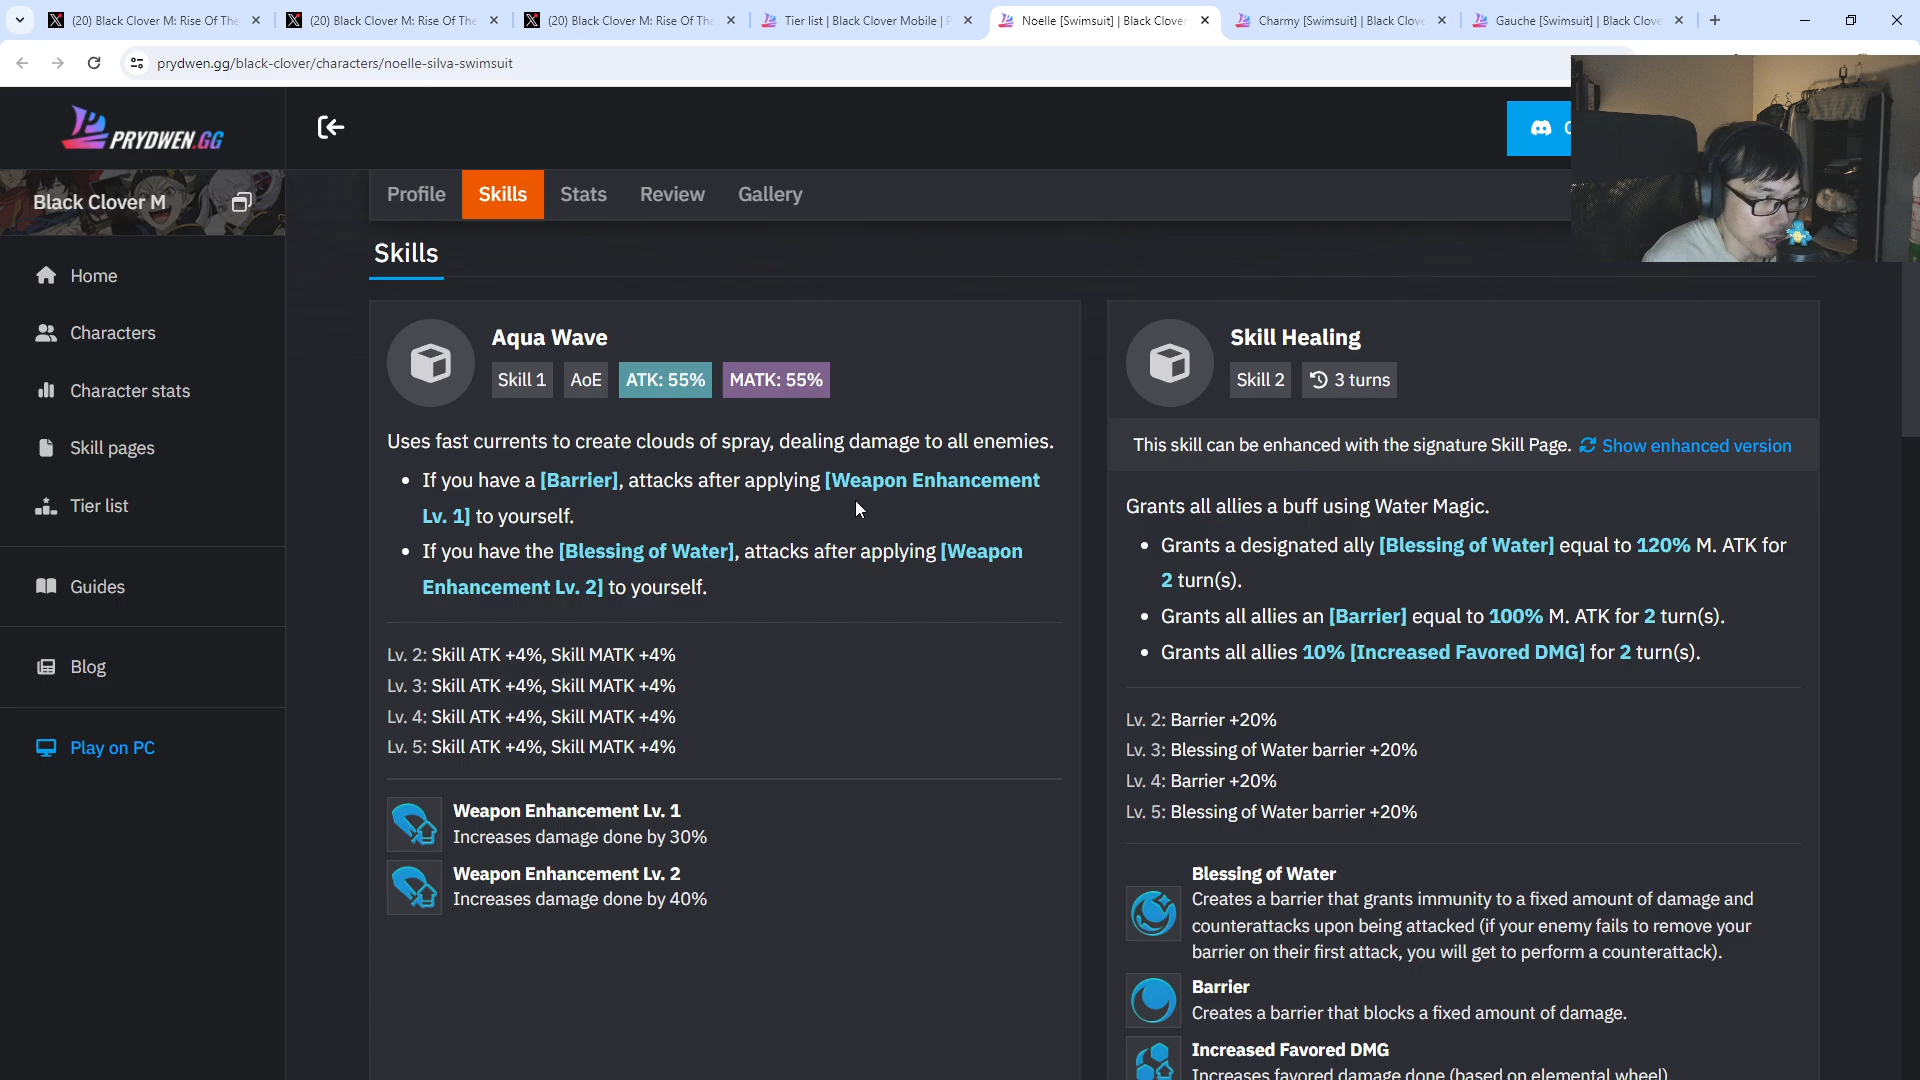 (20) Black Clover M: Rise Of The
(20) Black Clover M: Rise Of The
(20) Black Clover M: Rise Of The
Tier list | Black Clover Mobile |
Noelle [Swimsuit] | Black Clover
Charmy [Swimsuit] | Black Clove
Gauche [Swimsuit] | Black Clove
prydwen.gg/black-clover/characters/noelle-silva-swimsuit
PRYDWEN.GG
Black Clover M
Home
Characters
Character stats
Skill pages
Tier list
Guides
Blog
Play on PC
Profile
Skills
Stats
Review
Gallery
Skills
Aqua Wave
Skill 1
AoE
ATK: 55%
MATK: 55%
Uses fast currents to create clouds of spray, dealing damage to all enemies.
If you have a [Barrier], attacks after applying [Weapon Enhancement
Lv. 1] to yourself.
If you have the [Blessing of Water], attacks after applying [Weapon
Enhancement Lv. 2] to yourself.
Lv. 2: Skill ATK +4%, Skill MATK +4%
Lv. 3: Skill ATK +4%, Skill MATK +4%
Lv. 4: Skill ATK +4%, Skill MATK +4%
Lv. 5: Skill ATK +4%, Skill MATK +4%
Weapon Enhancement Lv. 1
Increases damage done by 30%
Weapon Enhancement Lv. 2
Increases damage done by 40%
Skill Healing
Skill 2
3 turns
This skill can be enhanced with the signature Skill Page. Show enhanced version
Grants all allies a buff using Water Magic.
Grants a designated ally [Blessing of Water] equal to 120% M. ATK for
2 turn(s).
Grants all allies an [Barrier] equal to 100% M. ATK for 2 turn(s).
Grants all allies 10% [Increased Favored DMG] for 2 turn(s).
Lv. 2: Barrier +20%
Lv. 3: Blessing of Water barrier +20%
Lv. 4: Barrier +20%
Lv. 5: Blessing of Water barrier +20%
Blessing of Water
Creates a barrier that grants immunity to a fixed amount of damage and
counterattacks upon being attacked (if your enemy fails to remove your
barrier on their first attack, you will get to perform a counterattack).
Barrier
Creates a barrier that blocks a fixed amount of damage.
Increased Favored DMG
Increases favored damage done (based on elemental wheel)